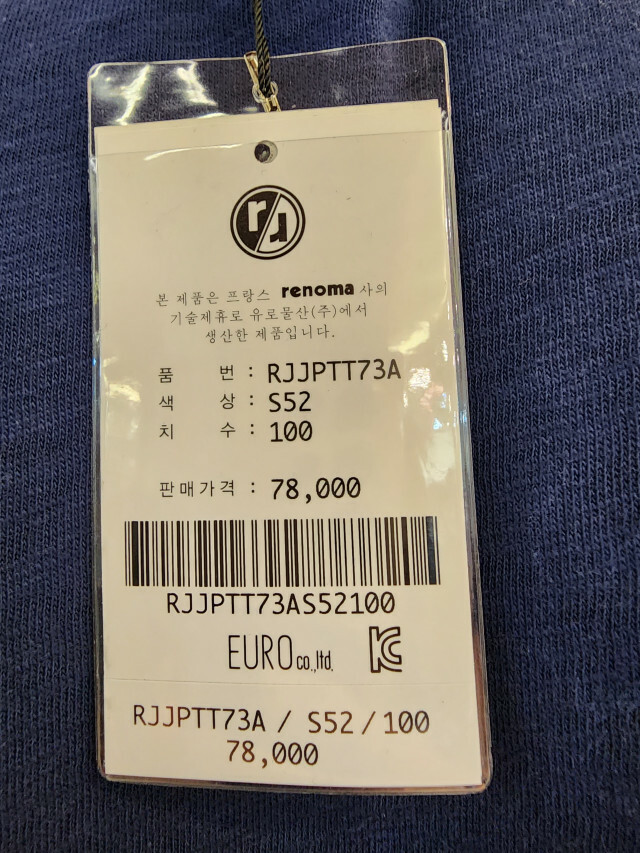 본 제품은 프랑스 renoma 사의
기술제휴로 유로물산(주)에서
생산한 제품입니다.
품 번 : RJJPTT73A
색 상 : S52
치 수 : 100
판매가격 : 78,000
RJJPTT73AS52100
EURO co.,ltd.
RJJPTT73A / S52 / 100
78,000